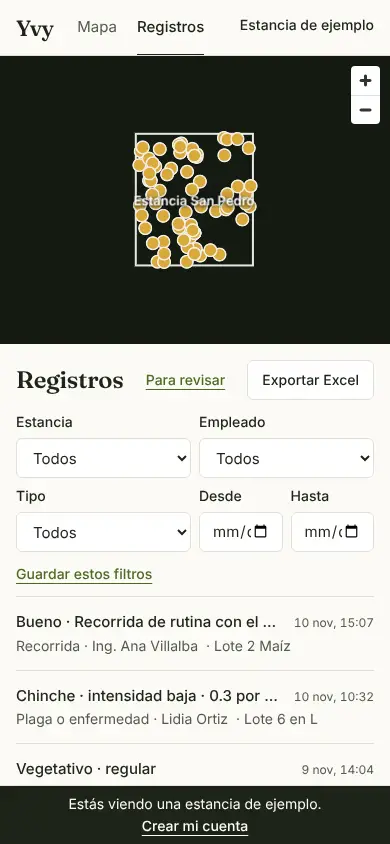 Yvy Mapa Registros Estancia de ejemplo
+
−
Estancia San Pedro
Registros Para revisar Exportar Excel
Estancia Empleado
Todos Todos
Tipo Desde Hasta
Todos mm/ mm/
Guardar estos filtros
Bueno · Recorrida de rutina con el ... 10 nov, 15:07
Recorrida · Ing. Ana Villalba · Lote 2 Maíz
Chinche · intensidad baja · 0.3 por ... 10 nov, 10:32
Plaga o enfermedad · Lidia Ortiz · Lote 6 en L
Vegetativo · regular 9 nov, 14:04
Estás viendo una estancia de ejemplo.
Crear mi cuenta